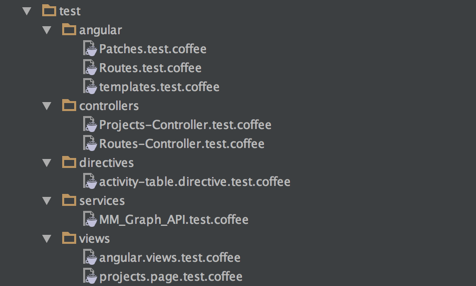 test
angular
Patches.test.coffee
Routes.test.coffee
templates.test.coffee
controllers
Projects-Controller.test.coffee
Routes-Controller.test.coffee
directives
activity-table.directive.test.coffee
services
MM_Graph_API.test.coffee
views
angular.views.test.coffee
projects.page.test.coffee